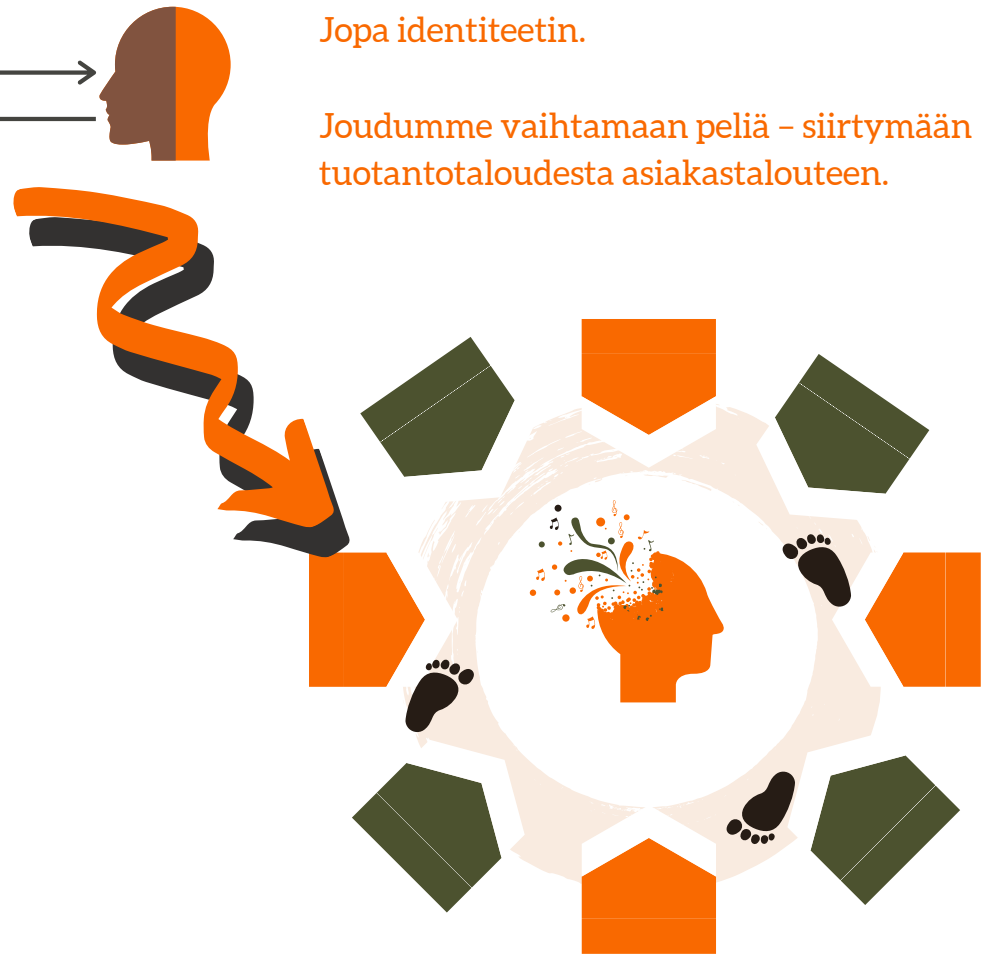 Jopa identiteetin.
Joudumme vaihtamaan peliä – siirtymään
tuotantotaloudesta asiakastalouteen.